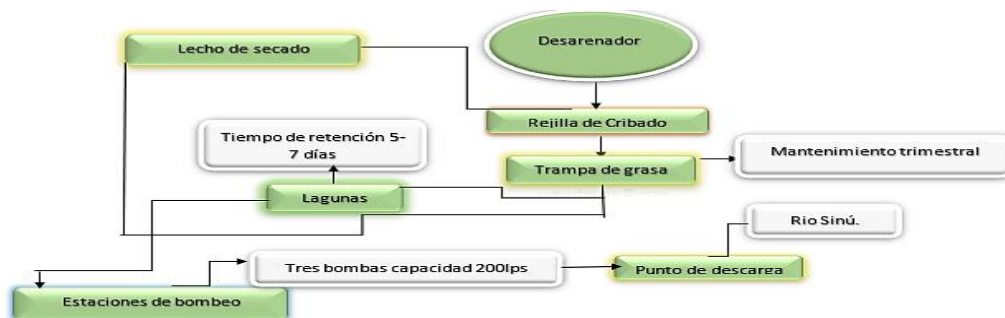 Desarenador
Lecho de secado
Rejilla de Cribado
Tiempo de retención 5-
7 días
Trampa de grasa
Mantenimiento trimestral
Lagunas
Rio Sinú.
Tres bombas capacidad 200lps
Punto de descarga
Estaciones de bombeo